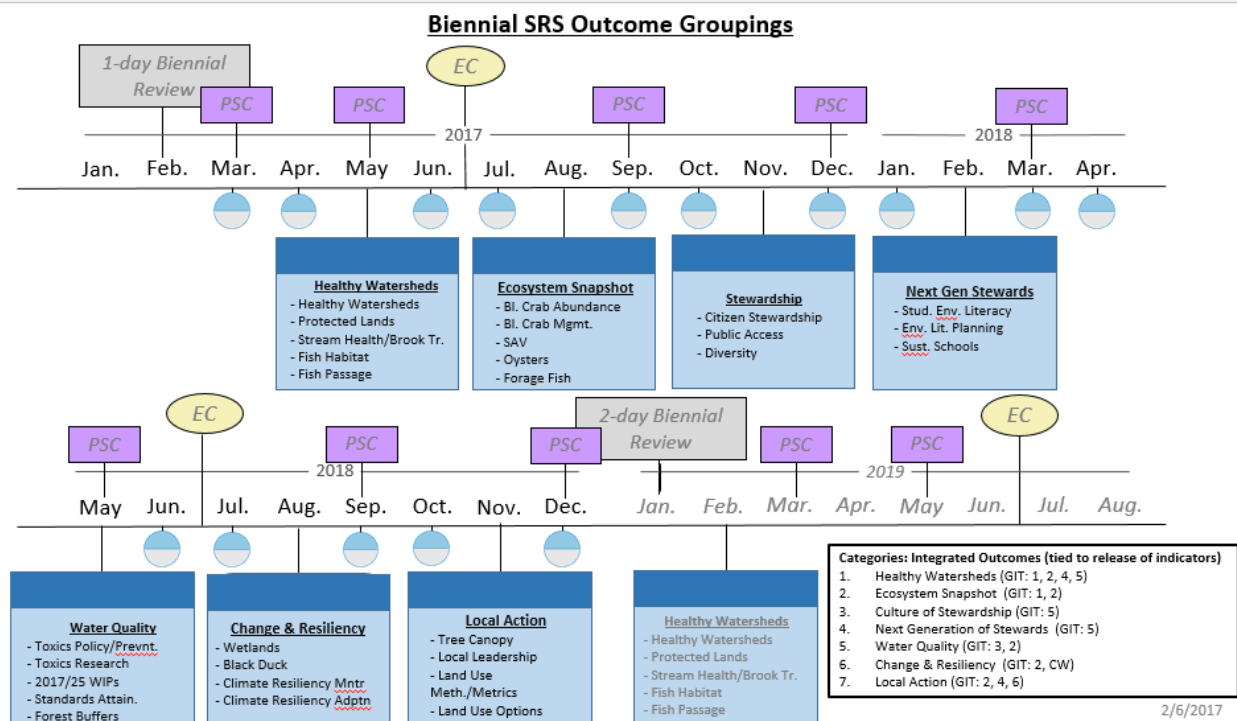 Biennial SRS Outcome Groupings
1-day Biennial
Review
EC
PSC
PSC
PSC
PSC
PSC
2017
2018
Jan. Feb. Mar. Apr. May Jun. Jul. Aug. Sep. Oct. Nov. Dec. Jan. Feb. Mar. Apr.
Healthy Watersheds
- Healthy Watersheds
- Protected Lands
- Stream Health/Brook Tr.
- Fish Habitat
- Fish Passage
Ecosystem Snapshot
- Bl. Crab Abundance
- Bl. Crab Mgmt.
- SAV
- Oysters
- Forage Fish
Stewardship
- Citizen Stewardship
- Public Access
- Diversity
Next Gen Stewards
- Stud. Env. Literacy
- Env. Lit. Planning
- Sust. Schools
EC
2-day Biennial
Review
EC
PSC
PSC
PSC
PSC
PSC
2018
2019
May Jun. Jul. Aug. Sep. Oct. Nov. Dec. Jan. Feb. Mar. Apr. May Jun. Jul. Aug.
Water Quality
- Toxics Policy/Prevnt.
- Toxics Research
- 2017/25 WIPs
- Standards Attain.
- Forest Buffers
Change & Resiliency
- Wetlands
- Black Duck
- Climate Resiliency Mntr
- Climate Resiliency Adptn
Local Action
- Tree Canopy
- Local Leadership
- Land Use
Meth./Metrics
- Land Use Options
Healthy Watersheds
- Healthy Watersheds
- Protected Lands
- Stream Health/Brook Tr.
- Fish Habitat
- Fish Passage
Categories: Integrated Outcomes (tied to release of indicators)
1. Healthy Watersheds (GIT: 1, 2, 4, 5)
2. Ecosystem Snapshot (GIT: 1, 2)
3. Culture of Stewardship (GIT: 5)
4. Next Generation of Stewards (GIT: 5)
5. Water Quality (GIT: 3, 2)
6. Change & Resiliency (GIT: 2, CW)
7. Local Action (GIT: 2, 4, 6)
2/6/2017